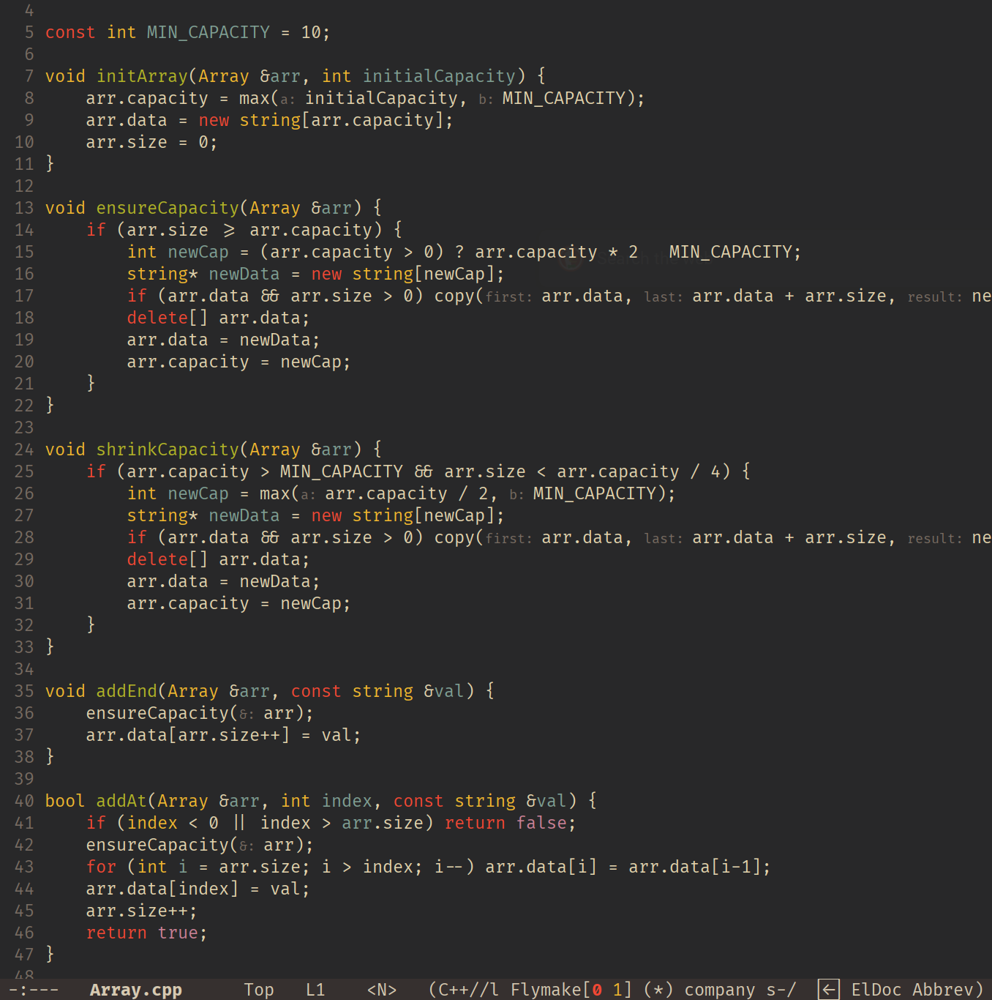 4
5 const int MIN_CAPACITY = 10;
6
7 void initArray(Array &arr, int initialCapacity) {
8     arr.capacity = max(a: initialCapacity, b: MIN_CAPACITY);
9     arr.data = new string[arr.capacity];
10     arr.size = 0;
11 }
12
13 void ensureCapacity(Array &arr) {
14     if (arr.size >= arr.capacity) {
15         int newCap = (arr.capacity > 0) ? arr.capacity * 2   MIN_CAPACITY;
16         string* newData = new string[newCap];
17         if (arr.data && arr.size > 0) copy(first: arr.data, last: arr.data + arr.size, result: ne
18         delete[] arr.data;
19         arr.data = newData;
20         arr.capacity = newCap;
21     }
22 }
23
24 void shrinkCapacity(Array &arr) {
25     if (arr.capacity > MIN_CAPACITY && arr.size < arr.capacity / 4) {
26         int newCap = max(a: arr.capacity / 2, b: MIN_CAPACITY);
27         string* newData = new string[newCap];
28         if (arr.data && arr.size > 0) copy(first: arr.data, last: arr.data + arr.size, result: ne
29         delete[] arr.data;
30         arr.data = newData;
31         arr.capacity = newCap;
32     }
33 }
34
35 void addEnd(Array &arr, const string &val) {
36     ensureCapacity(&: arr);
37     arr.data[arr.size++] = val;
38 }
39
40 bool addAt(Array &arr, int index, const string &val) {
41     if (index < 0 || index > arr.size) return false;
42     ensureCapacity(&: arr);
43     for (int i = arr.size; i > index; i--) arr.data[i] = arr.data[i-1];
44     arr.data[index] = val;
45     arr.size++;
46     return true;
47 }
48
-:---   Array.cpp      Top   L1    <N>   (C++//l Flymake[0 1] (*) company s-/  [←] ElDoc Abbrev)